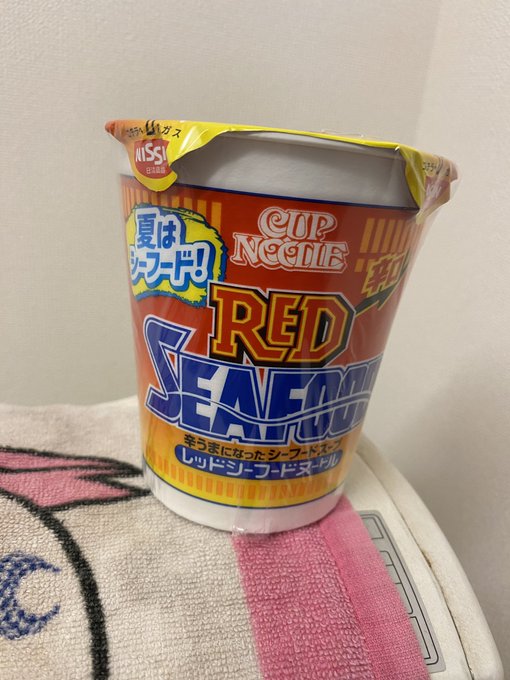 NISSIN
日清食品
CUP
NOODLE
夏は
シーフード!
辛口
RED
SEAFOOD
辛うまになったシーフードスープ
レッドシーフードヌードル